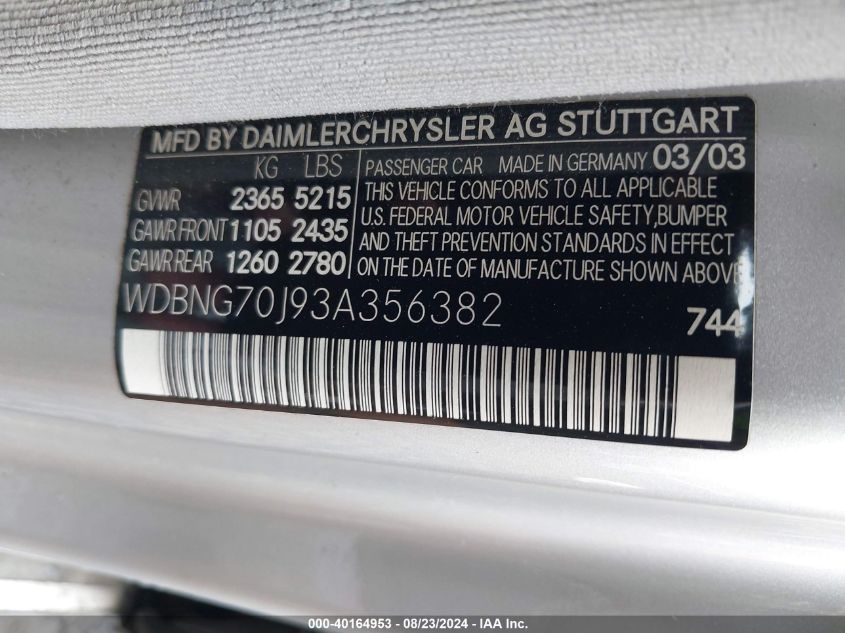 MFD BY DAIMLERCHRYSLER AG STUTTGART
KG LBS
GVWR 2365 5215
GAWR FRONT 1105 2435
GAWR REAR 1260 2780
PASSENGER CAR MADE IN GERMANY 03/03
THIS VEHICLE CONFORMS TO ALL APPLICABLE
U.S. FEDERAL MOTOR VEHICLE SAFETY,BUMPER
AND THEFT PREVENTION STANDARDS IN EFFECT
ON THE DATE OF MANUFACTURE SHOWN ABOVE
WDBNG70J93A356382
744
000-40164953 - 08/23/2024 - IAA Inc.